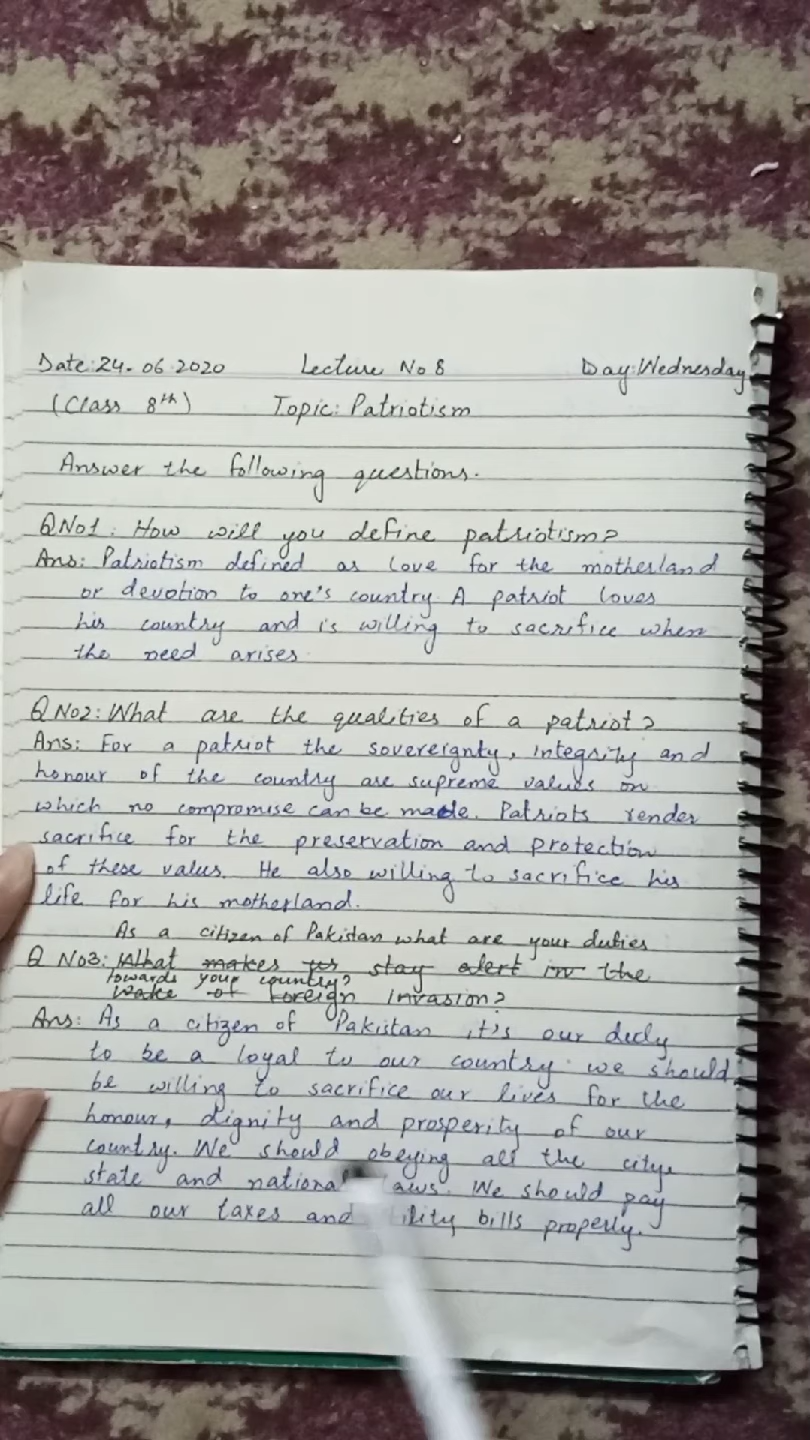 Date: 24-06-2020 Lecture No 8 Day: Wednesday
(Class 8th) Topic: Patriotism
Answer the following questions.
Q No1: How will you define patriotism?
Ans: Patriotism defined as love for the motherland
or devotion to one's country. A patriot loves
his country and is willing to sacrifice when
the need arises.
Q No2: What are the qualities of a patriot?
Ans: For a patriot the sovereignty, integrity and
honour of the country are supreme values on
which no compromise can be made. Patriots render
sacrifice for the preservation and protection
of these values. He also willing to sacrifice his
life for his motherland.
As a citizen of Pakistan what are your duties
Q No3: What makes us stay alert in the
towards your country?
wake of foreign invasion?
Ans: As a citizen of Pakistan it's our duty
to be a loyal to our country. we should
be willing to sacrifice our lives for the
honour, dignity and prosperity of our
country. We should obeying all the city,
state and national laws. We should pay
all our taxes and bills properly.